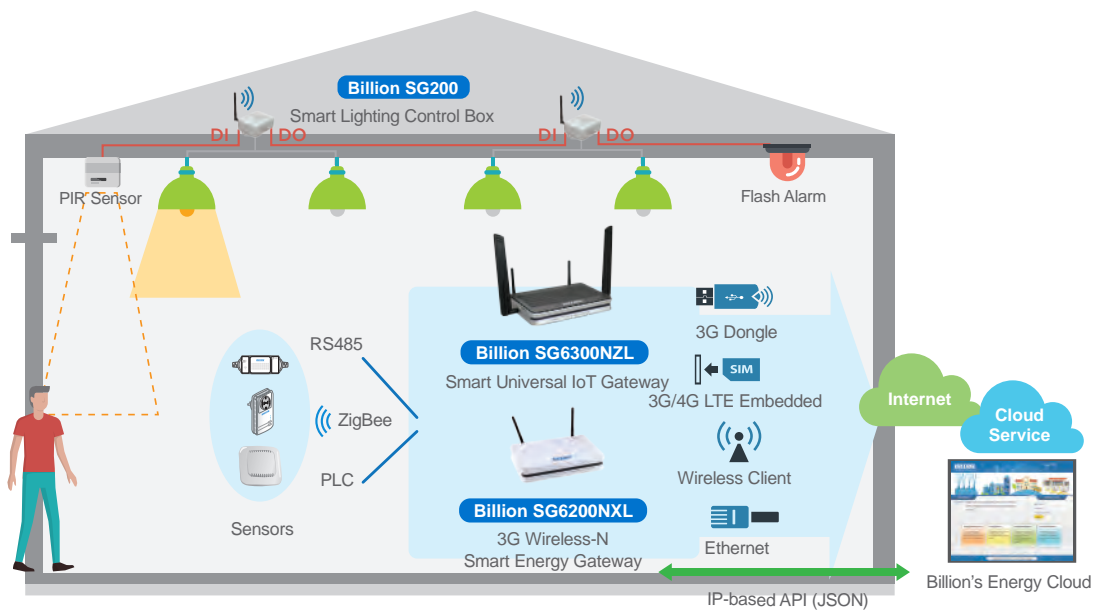 Billion SG200
Smart Lighting Control Box
DI
DO
DI
DO
PIR Sensor
Flash Alarm
RS485
ZigBee
PLC
Sensors
Billion SG6300NZL
Smart Universal IoT Gateway
Billion SG6200NXL
3G Wireless-N
Smart Energy Gateway
3G Dongle
SIM
3G/4G LTE Embedded
Wireless Client
Ethernet
Internet
Cloud
Service
Billion's Energy Cloud
IP-based API (JSON)